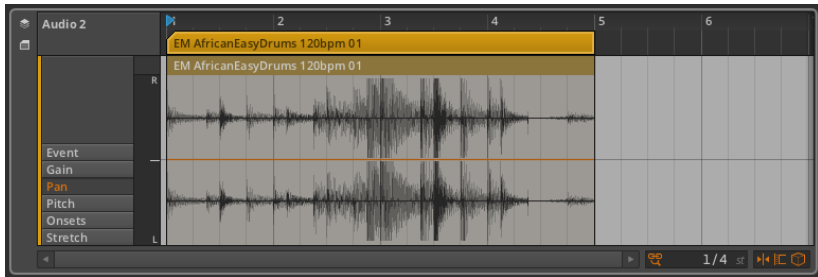 Audio 2
1 2 3 4 5 6
EM AfricanEasyDrums 120bpm 01
EM AfricanEasyDrums 120bpm 01
R
Event
Gain
Pan
Pitch
Onsets
Stretch
L
1/4